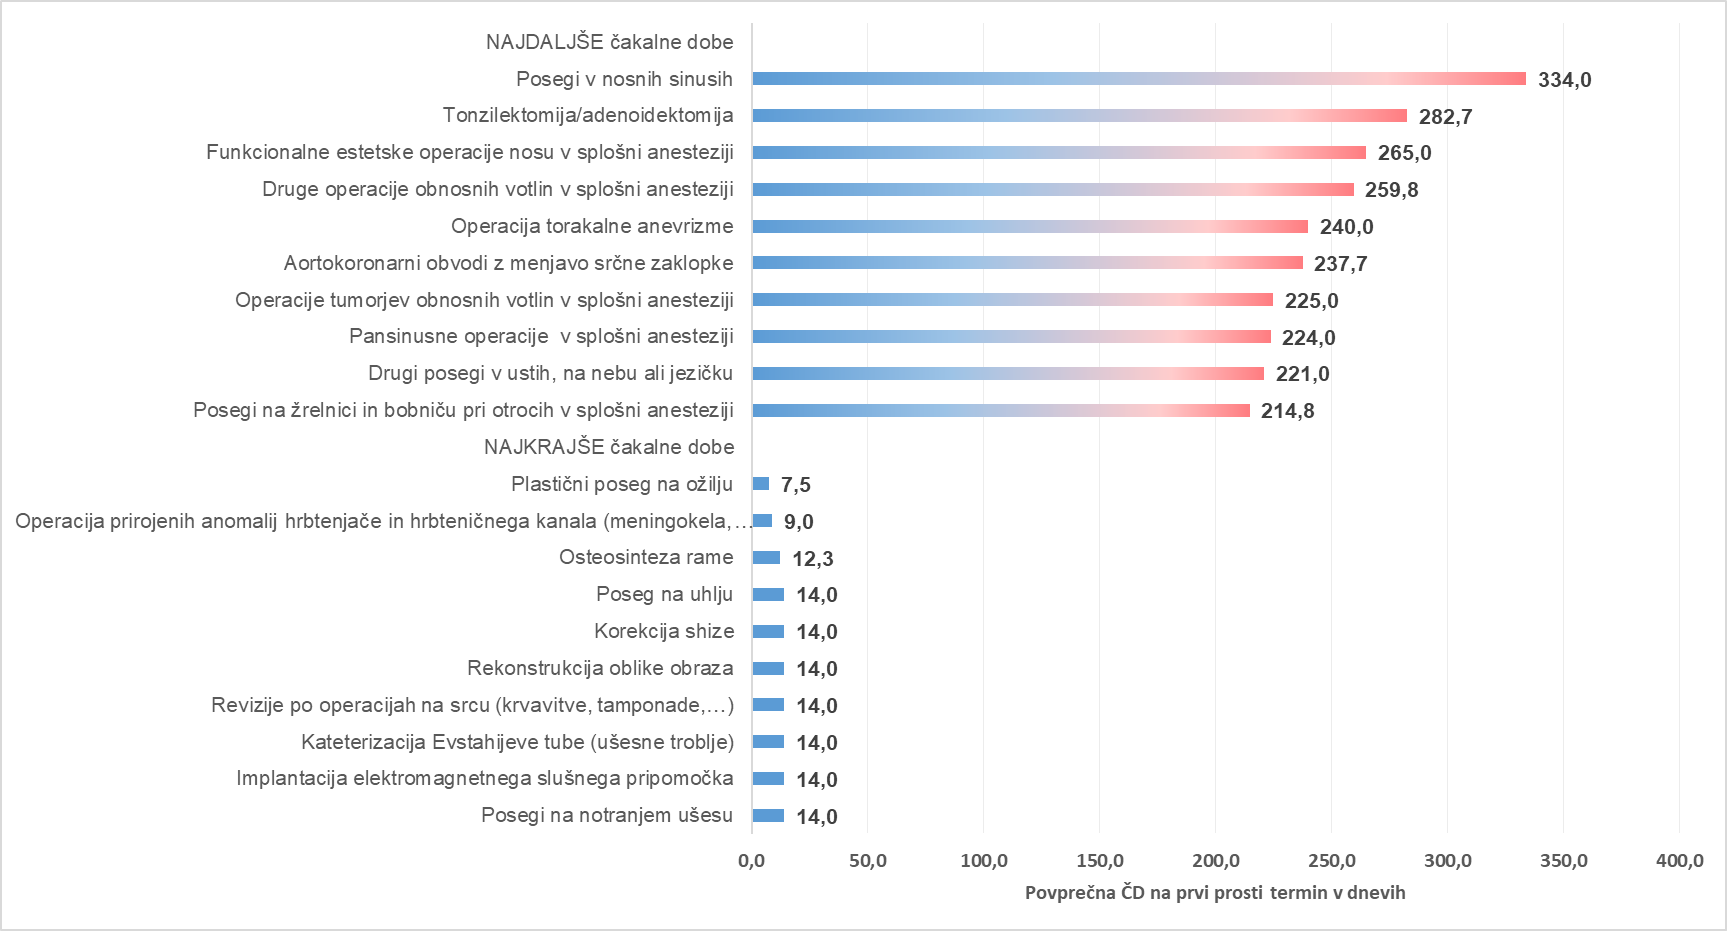 NAJDALJŠE čakalne dobe
Posegi v nosnih sinusih 334,0
Tonzilektomija/adenoidektomija 282,7
Funkcionalne estetske operacije nosu v splošni anesteziji 265,0
Druge operacije obnosnih votlin v splošni anesteziji 259,8
Operacija torakalne anevrizme 240,0
Aortokoronarni obvodi z menjavo srčne zaklopke 237,7
Operacije tumorjev obnosnih votlin v splošni anesteziji 225,0
Pansinusne operacije  v splošni anesteziji 224,0
Drugi posegi v ustih, na nebu ali jezičku 221,0
Posegi na žrelnici in bobniču pri otrocih v splošni anesteziji 214,8
NAJKRAJŠE čakalne dobe
Plastični poseg na ožilju 7,5
Operacija prirojenih anomalij hrbtenjače in hrbteničnega kanala (meningokela,… 9,0
Osteosinteza rame 12,3
Poseg na uhlju 14,0
Korekcija shize 14,0
Rekonstrukcija oblike obraza 14,0
Revizije po operacijah na srcu (krvavitve, tamponade,…) 14,0
Kateterizacija Evstahijeve tube (ušesne troblje) 14,0
Implantacija elektromagnetnega slušnega pripomočka 14,0
Posegi na notranjem ušesu 14,0
0,0 50,0 100,0 150,0 200,0 250,0 300,0 350,0 400,0
Povprečna ČD na prvi prosti termin v dnevih